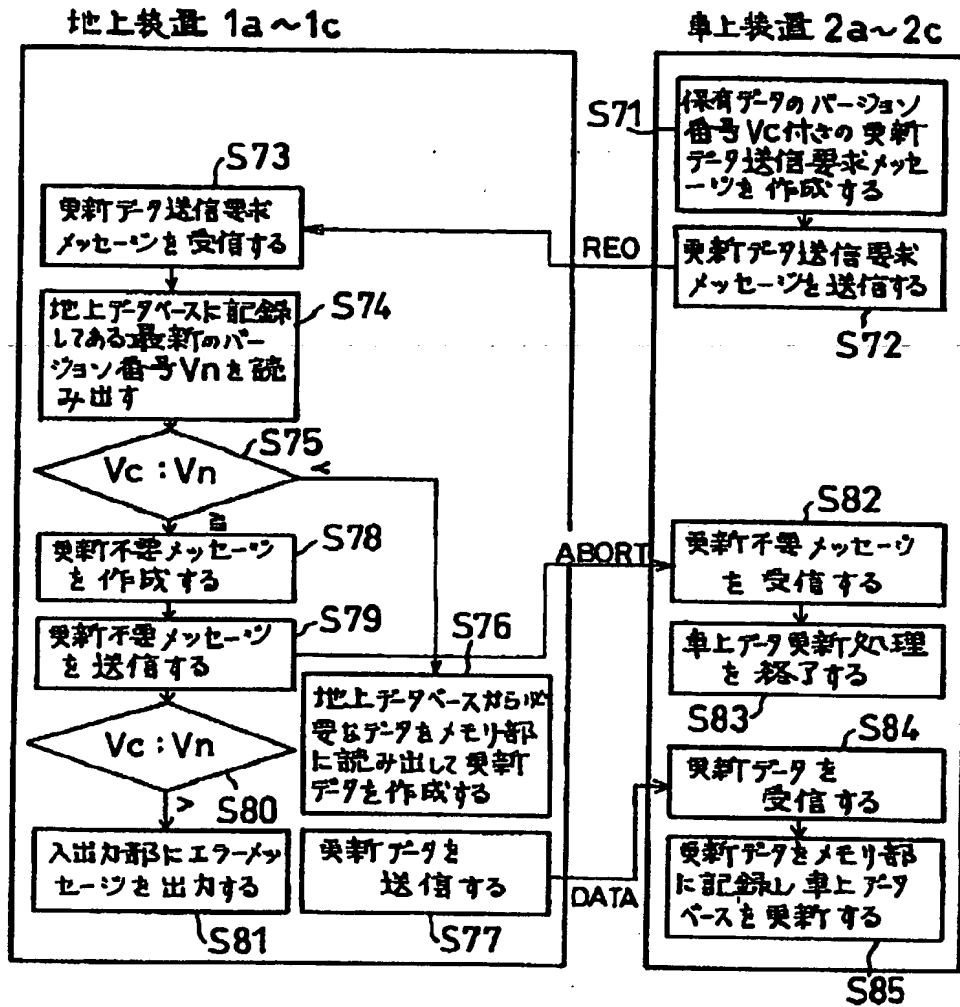 地上装置 1a～1c
車上装置 2a～2c
S71
保有データのバージョン
番号Vc付きの更新
データ送信要求メッセ
ージを作成する
S73
更新データ送信要求
メッセージを受信する
REO
更新データ送信要求
メッセージを送信する
S72
地上データベースに記録
してある最新のバー
ジョン番号Vnを読
み出す
S74
S75
Vc：Vn
<
≧
更新不要メッセージ
を作成する
S78
ABORT
S82
更新不要メッセージ
を受信する
更新不要メッセージ
を送信する
S79
S76
地上データベースから必
要なデータをメモリ部
に読み出して更新
データを作成する
車上データ更新処理
を終了する
S83
Vc：Vn
S80
>
S84
更新データを
受信する
入出力部にエラーメッ
セージを出力する
S81
更新データを
送信する
S77
DATA
更新データをメモリ部
に記録し車上データ
ベースを更新する
S85